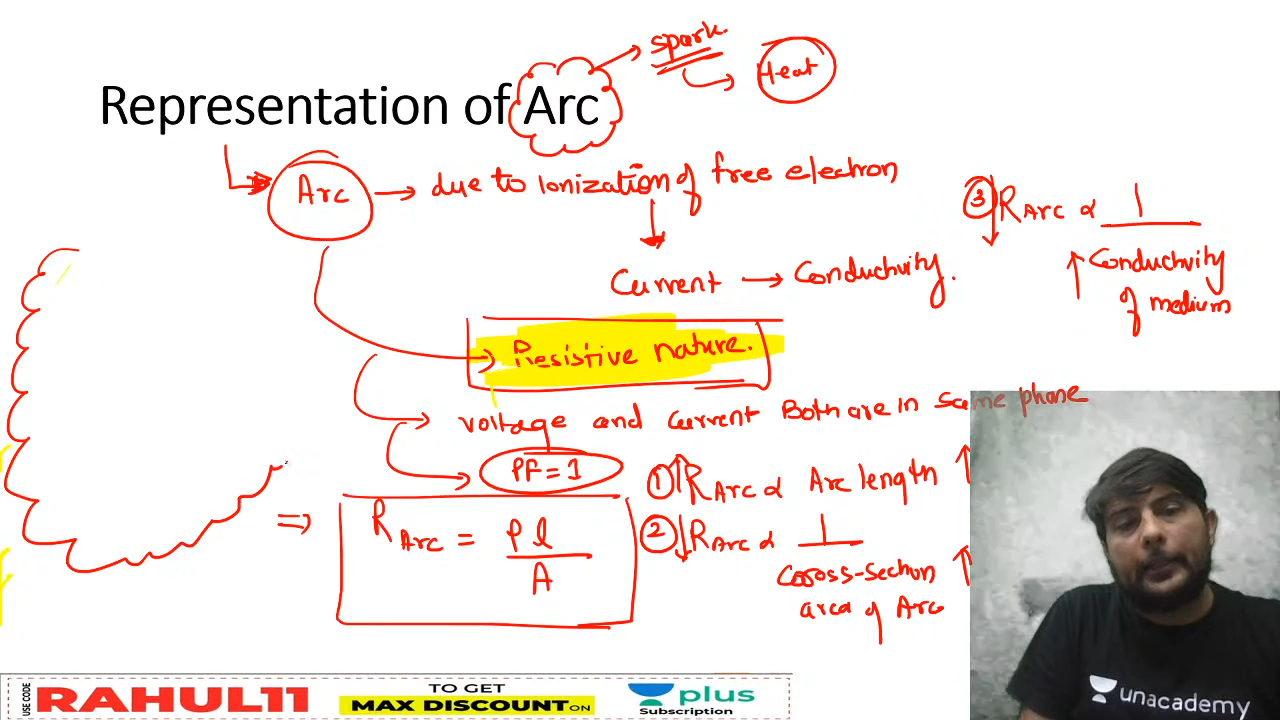 spark.
Heat
Representation of Arc
Arc → due to Ionization of free electron
Current → Conductivity.
③ RArc ∝ 1
Conductivity
of medium
Resistive nature.
voltage and current Both are in same phase
PF = 1
① RArc ∝ Arc length
⇒ RArc = ρl
A
② RArc ∝ 1
Cross-section
area of Arc
unacademy
USE CODE
RAHUL11
TO GET
MAX DISCOUNT ON
plus
Subscription